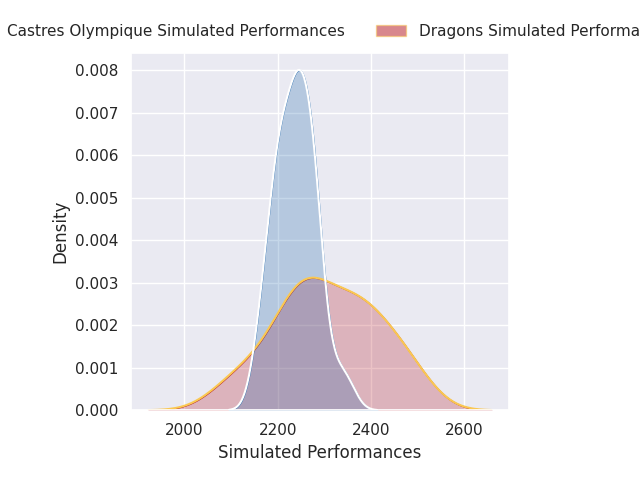 Castres Olympique Simulated Performances
Dragons Simulated Performa
0.008
0.007
0.006
0.005
0.004
0.003
0.002
0.001
0.000
Density
2000 2200 2400 2600
Simulated Performances